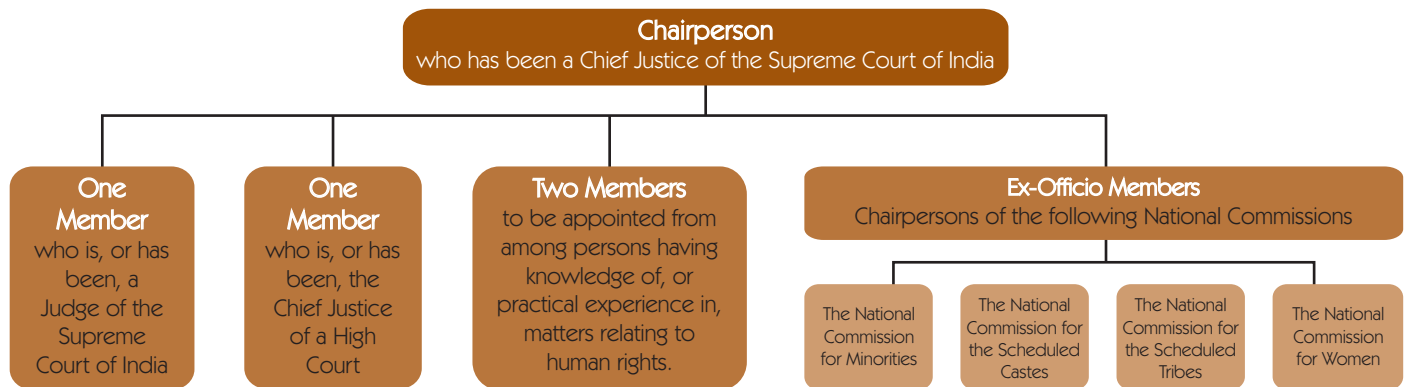 Chairperson
who has been a Chief Justice of the Supreme Court of India
One
Member
who is, or has
been, a
Judge of the
Supreme
Court of India
One
Member
who is, or has
been, the
Chief Justice
of a High
Court
Two Members
to be appointed from
among persons having
knowledge of, or
practical experience in,
matters relating to
human rights.
Ex-Officio Members
Chairpersons of the following National Commissions
The National
Commission
for Minorities
The National
Commission for
the Scheduled
Castes
The National
Commission for
the Scheduled
Tribes
The National
Commission
for Women